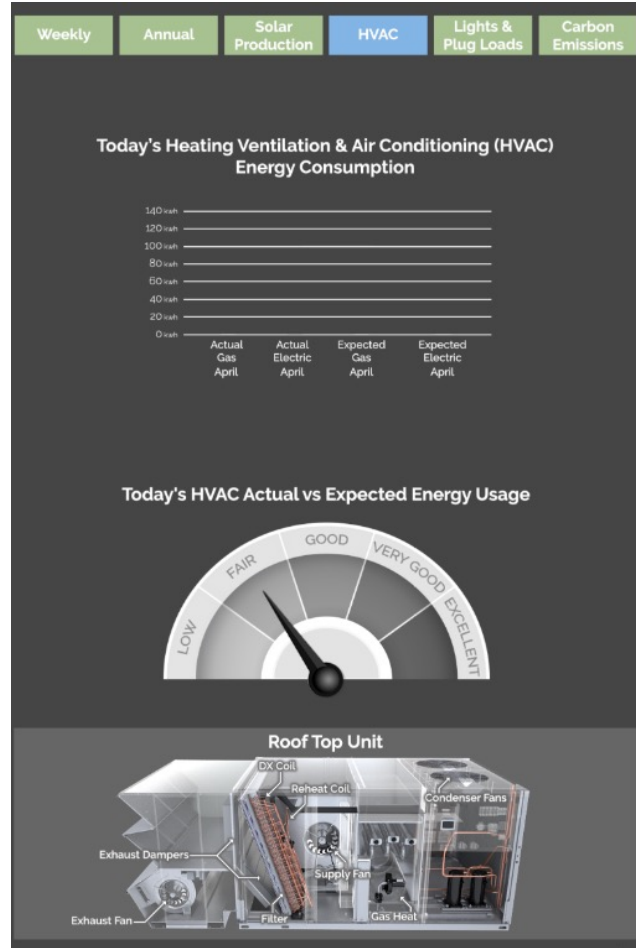 Weekly
Annual
Solar
Production
HVAC
Lights &
Plug Loads
Carbon
Emissions
Today's Heating Ventilation & Air Conditioning (HVAC)
Energy Consumption
140 kWh
120 kWh
100 kWh
80 kWh
60 kWh
40 kWh
20 kWh
0 kWh
Actual
Gas
April
Actual
Electric
April
Expected
Gas
April
Expected
Electric
April
Today's HVAC Actual vs Expected Energy Usage
LOW
FAIR
GOOD
VERY GOOD
EXCELLENT
Roof Top Unit
DX Coil
Reheat Coil
Condenser Fans
Exhaust Dampers
Supply Fan
Exhaust Fan
Filter
Gas Heat